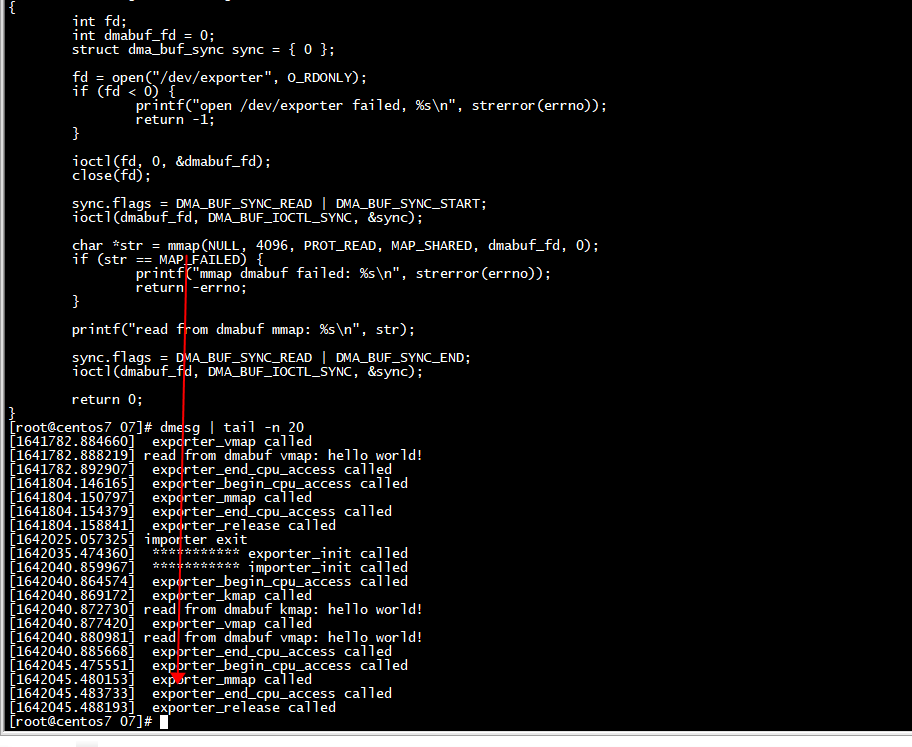 {
int fd;
int dmabuf_fd = 0;
struct dma_buf_sync sync = { 0 };
fd = open("/dev/exporter", O_RDONLY);
if (fd < 0) {
printf("open /dev/exporter failed, %s\n", strerror(errno));
return -1;
}
ioctl(fd, 0, &dmabuf_fd);
close(fd);
sync.flags = DMA_BUF_SYNC_READ | DMA_BUF_SYNC_START;
ioctl(dmabuf_fd, DMA_BUF_IOCTL_SYNC, &sync);
char *str = mmap(NULL, 4096, PROT_READ, MAP_SHARED, dmabuf_fd, 0);
if (str == MAP_FAILED) {
printf("mmap dmabuf failed: %s\n", strerror(errno));
return -errno;
}
printf("read from dmabuf mmap: %s\n", str);
sync.flags = DMA_BUF_SYNC_READ | DMA_BUF_SYNC_END;
ioctl(dmabuf_fd, DMA_BUF_IOCTL_SYNC, &sync);
return 0;
}
[root@centos7 07]# dmesg | tail -n 20
[1641782.884660]  exporter_vmap called
[1641782.888219] read from dmabuf vmap: hello world!
[1641782.892907]  exporter_end_cpu_access called
[1641804.146165]  exporter_begin_cpu_access called
[1641804.150797]  exporter_mmap called
[1641804.154379]  exporter_end_cpu_access called
[1641804.158841]  exporter_release called
[1642025.057325] importer exit
[1642035.474360]  *********** exporter_init called
[1642040.859967]  *********** importer_init called
[1642040.864574]  exporter_begin_cpu_access called
[1642040.869172]  exporter_kmap called
[1642040.872730] read from dmabuf kmap: hello world!
[1642040.877420]  exporter_vmap called
[1642040.880981] read from dmabuf vmap: hello world!
[1642040.885668]  exporter_end_cpu_access called
[1642045.475551]  exporter_begin_cpu_access called
[1642045.480153]  exporter_mmap called
[1642045.483733]  exporter_end_cpu_access called
[1642045.488193]  exporter_release called
[root@centos7 07]#